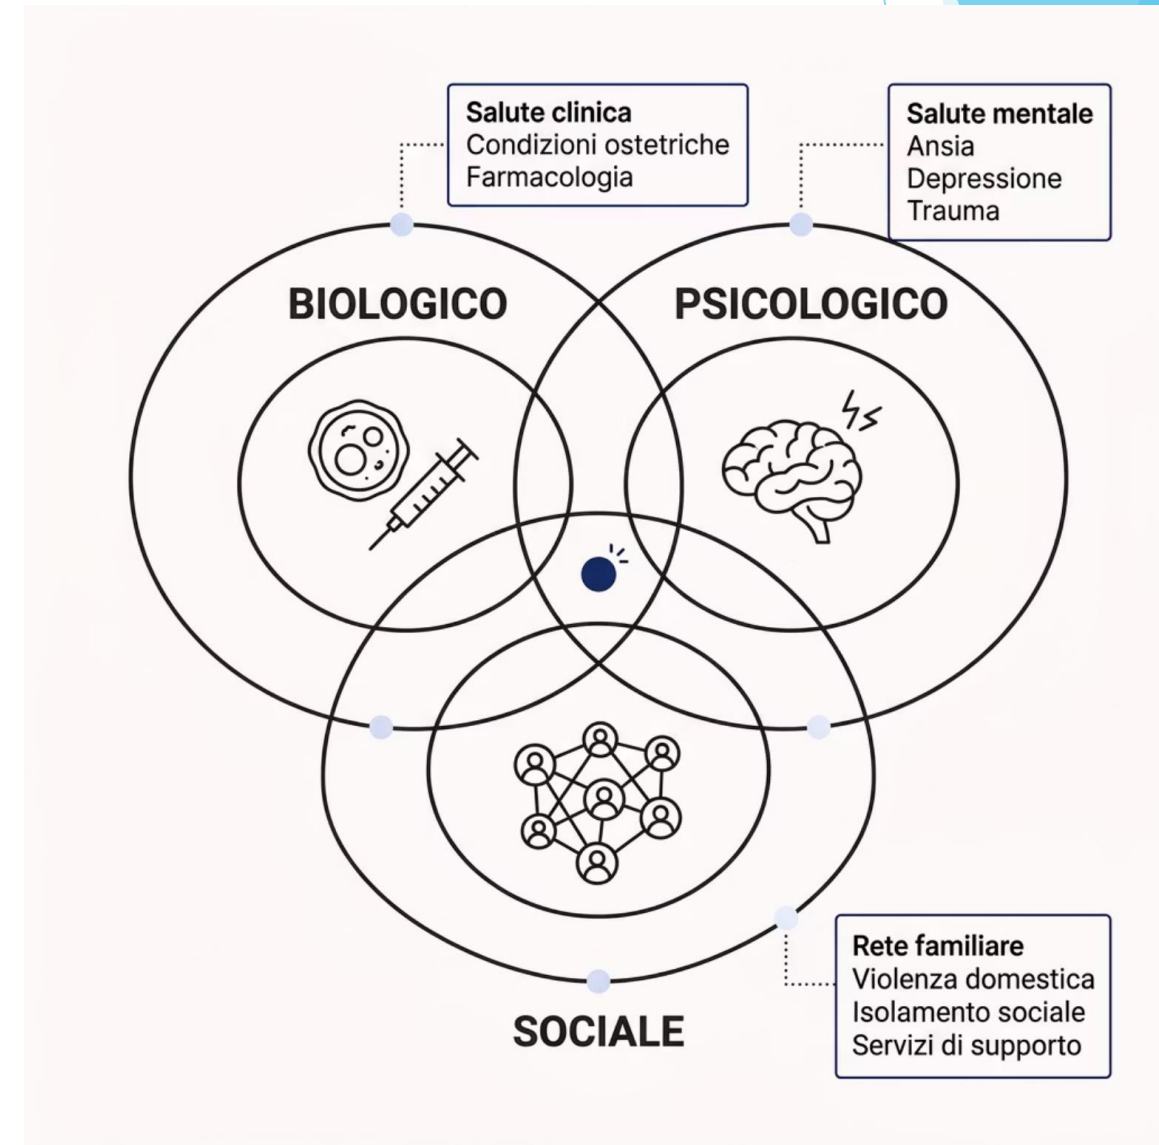 Salute clinica
Condizioni ostetriche
Farmacologia
Salute mentale
Ansia
Depressione
Trauma
BIOLOGICO
PSICOLOGICO
Rete familiare
Violenza domestica
Isolamento sociale
Servizi di supporto
SOCIALE